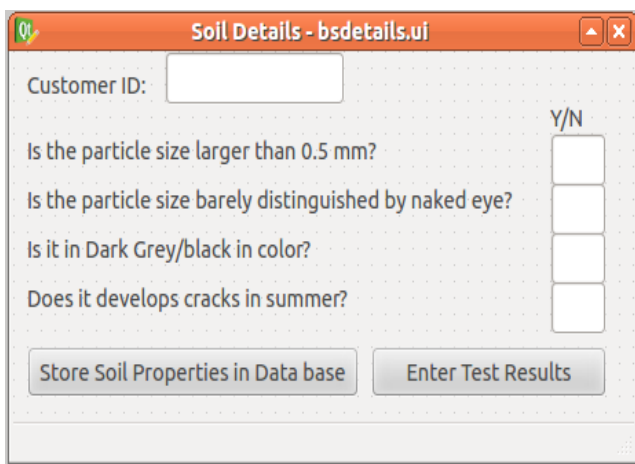 Qt Soil Details - bsdetails.ui
Customer ID:
Y/N
Is the particle size larger than 0.5 mm?
Is the particle size barely distinguished by naked eye?
Is it in Dark Grey/black in color?
Does it develops cracks in summer?
Store Soil Properties in Data base Enter Test Results